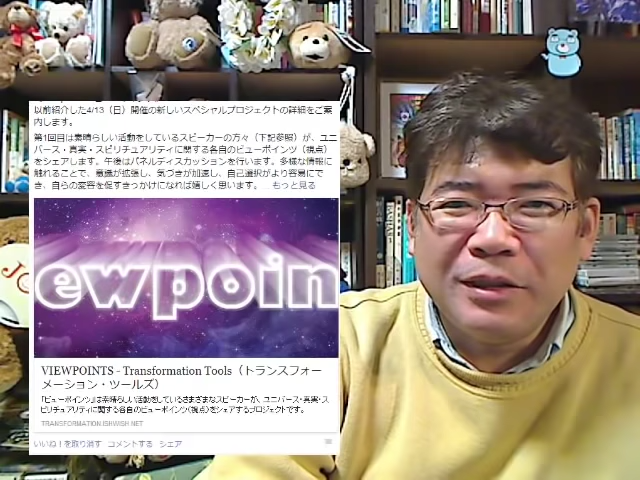 以前紹介した4/13（日）開催の新しいスペシャルプロジェクトの詳細をご案
内します。
第1回目は素晴らしい活動をしているスピーカーの方々（下記参照）が、ユニ
バース・真実・スピリチュアリティに関する各自のビューポインツ（視点）
をシェアします。午後はパネルディスカッションを行います。多様な情報に
触れることで、意識が拡張し、気づきが加速し、自己選択がより容易にで
き、自らの変容を促すきっかけになれば嬉しく思います。 ... もっと見る
ewpoin
VIEWPOINTS - Transformation Tools（トランスフォー
メーション・ツールズ）
『ビューポインツ』は素晴らしい活動をしているさまざまなスピーカーが、ユニバース・真実・ス
ピリチュアリティに関する各自のビューポインツ（視点）をシェアするプロジェクトです。
TRANSFORMATION.ISHWISH.NET
いいね！を取り消す コメントする シェア